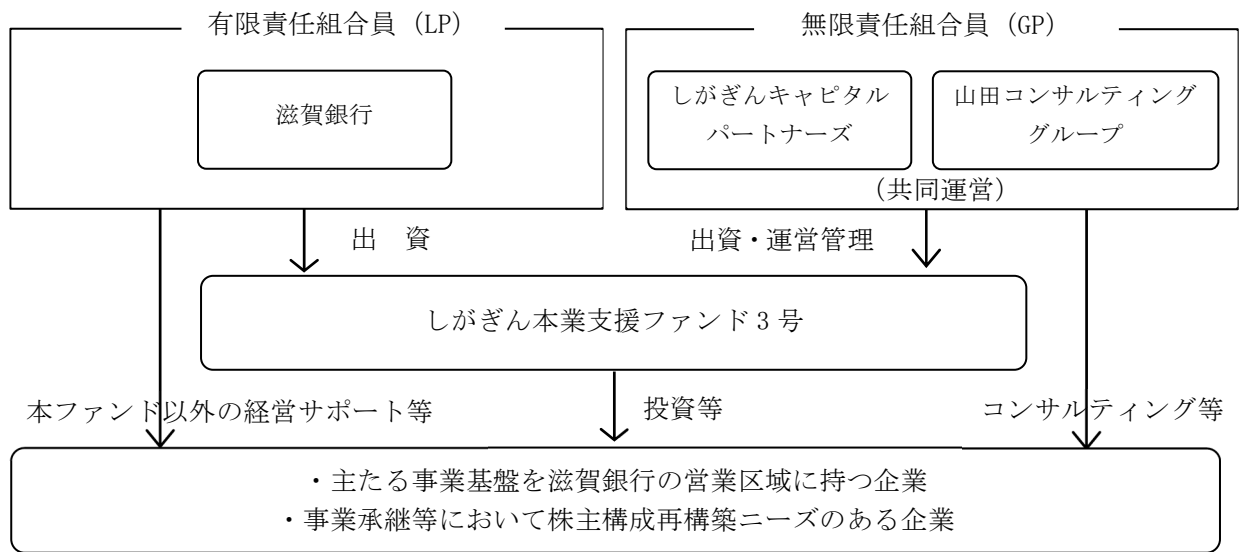 有限責任組合員（LP）
無限責任組合員（GP）
滋賀銀行
しがぎんキャピタル
パートナーズ
山田コンサルティング
グループ
（共同運営）
出　資
出資・運営管理
しがぎん本業支援ファンド3号
本ファンド以外の経営サポート等
投資等
コンサルティング等
・主たる事業基盤を滋賀銀行の営業区域に持つ企業
・事業承継等において株主構成再構築ニーズのある企業